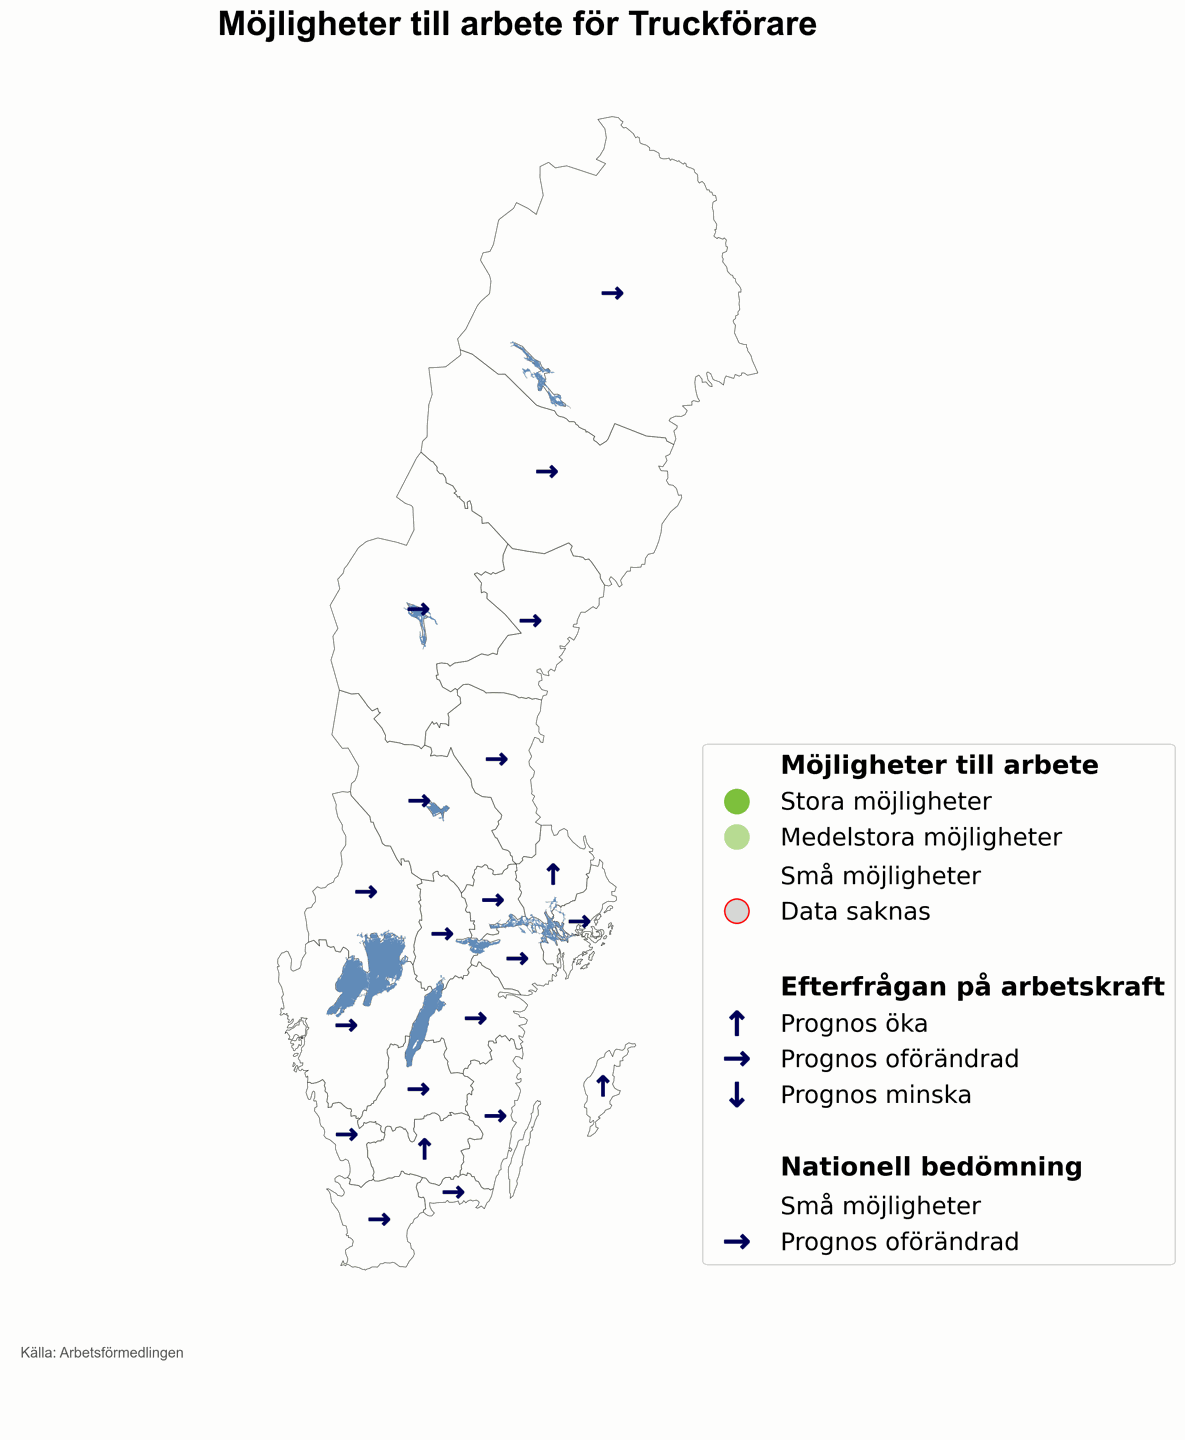 Möjligheter till arbete för Truckförare
Möjligheter till arbete
Stora möjligheter
Medelstora möjligheter
Små möjligheter
Data saknas
Efterfrågan på arbetskraft
Prognos öka
Prognos oförändrad
Prognos minska
Nationell bedömning
Små möjligheter
Prognos oförändrad
Källa: Arbetsförmedlingen